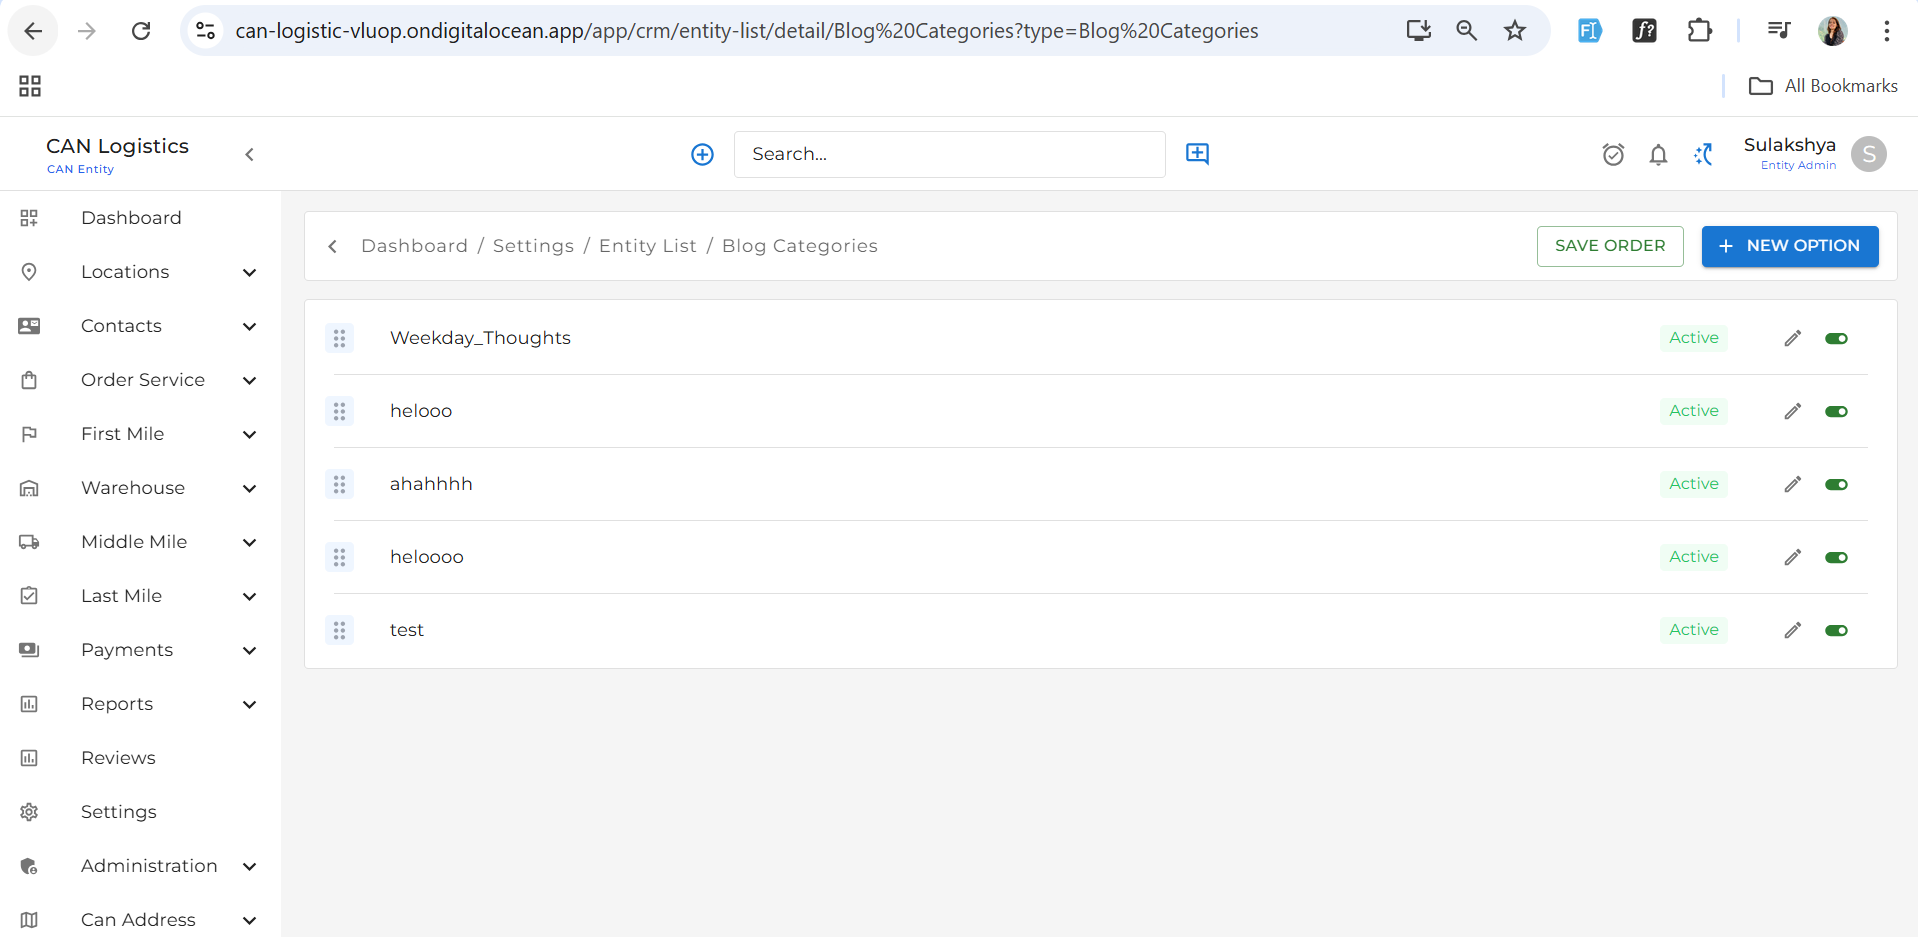 can-logistic-vluop.ondigitalocean.app/app/crm/entity-list/detail/Blog%20Categories?type=Blog%20Categories
FI
f?
All Bookmarks
CAN Logistics
CAN Entity
Search...
Sulakshya
Entity Admin
S
Dashboard
Locations
Contacts
Order Service
First Mile
Warehouse
Middle Mile
Last Mile
Payments
Reports
Reviews
Settings
Administration
Can Address
Dashboard / Settings / Entity List / Blog Categories
SAVE ORDER
+ NEW OPTION
Weekday_Thoughts Active
helooo Active
ahahhhh Active
heloooo Active
test Active